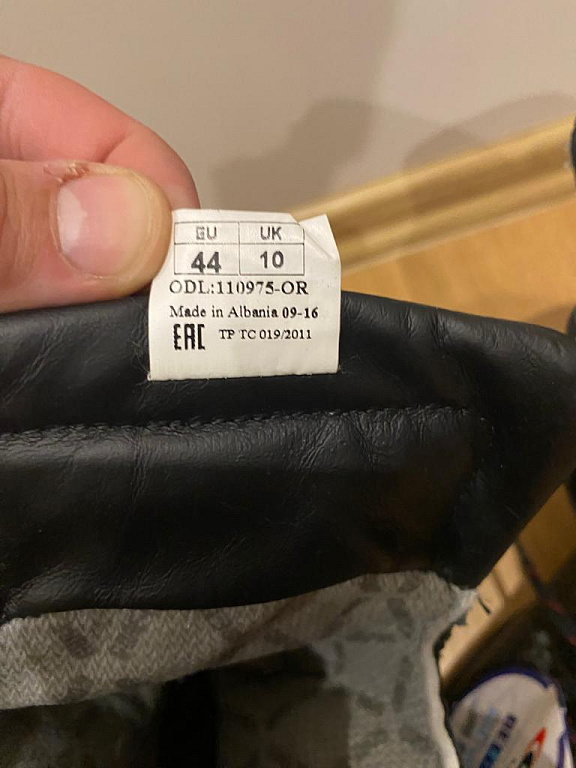 EU UK
44 10
ODL:110975-OR
Made in Albania 09-16
EAC TP TC 019/2011